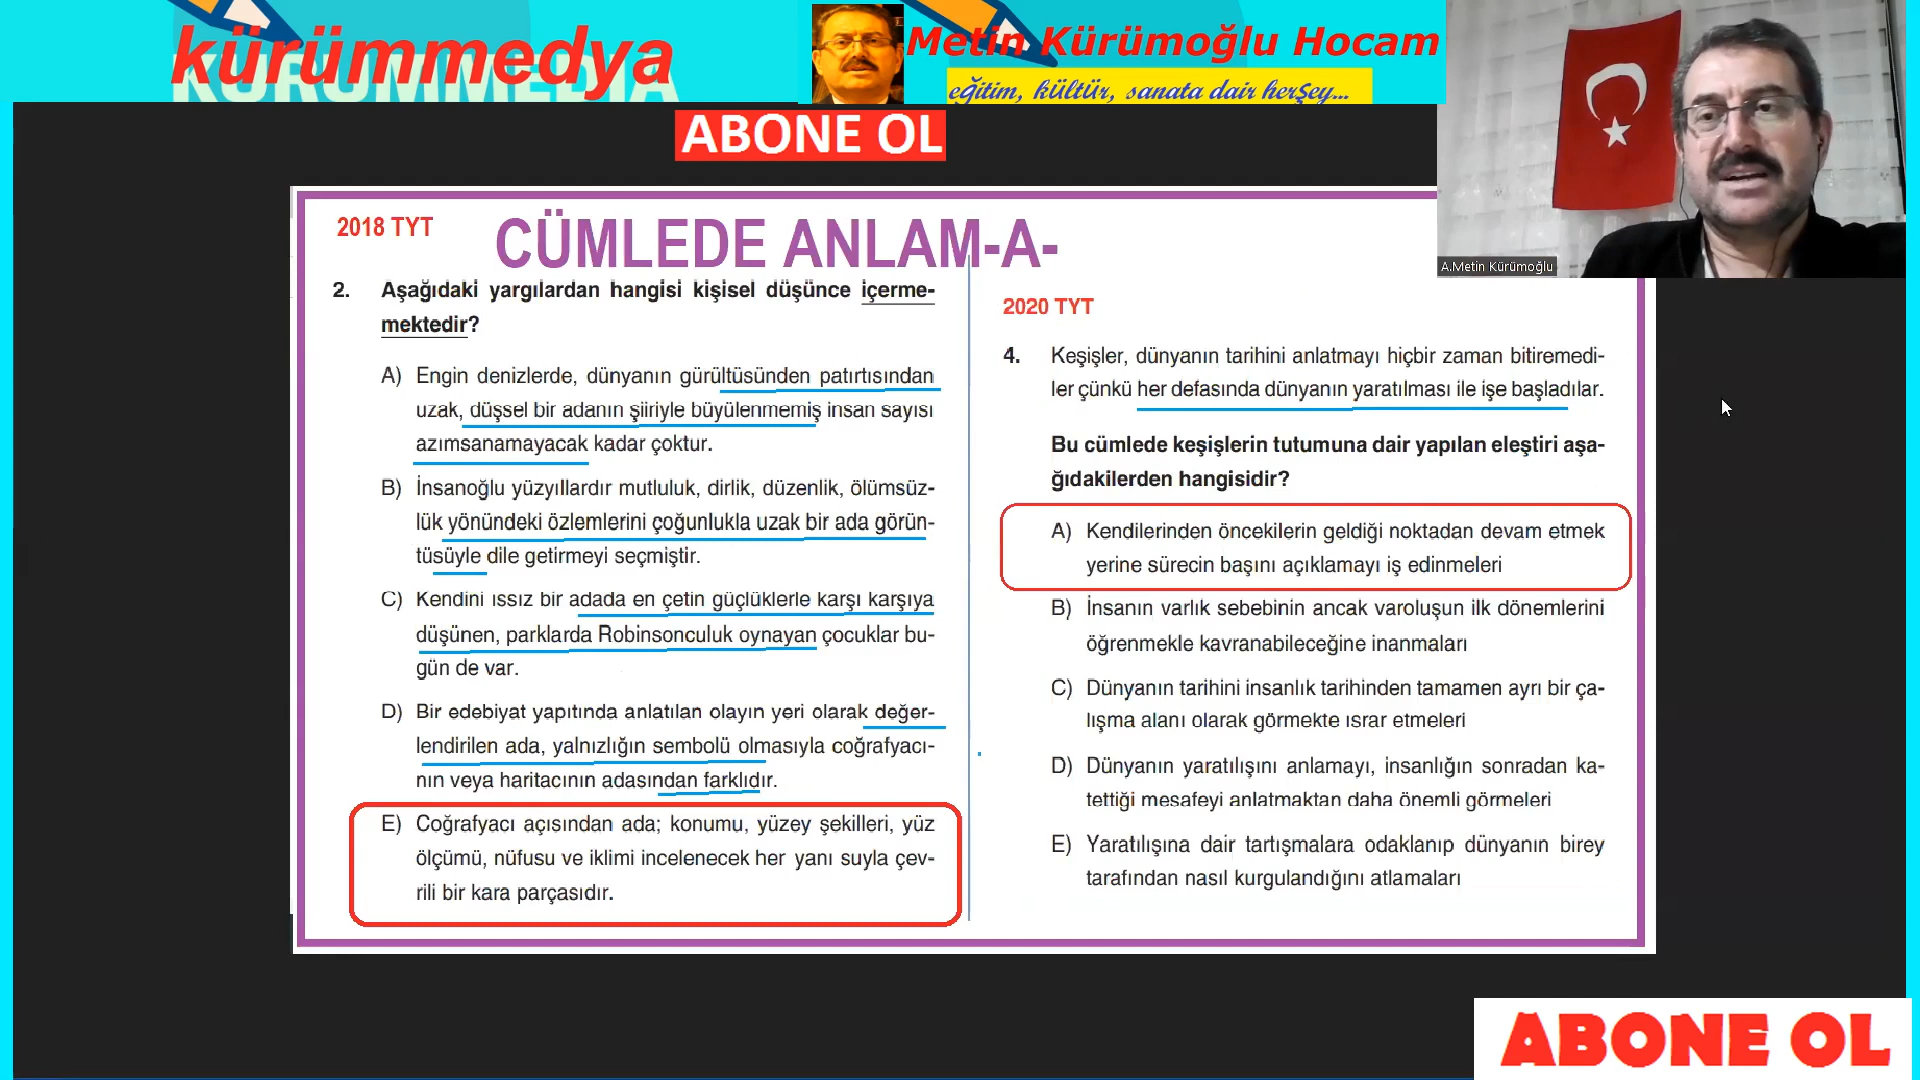 kürümmedya
KÜRÜMMEDIA
Metin Kürümoğlu Hocam
eğitim, kültür, sanata dair herşey...
ABONE OL
A.Metin Kürümoğlu
2018 TYT
CÜMLEDE ANLAM-A-
2. Aşağıdaki yargılardan hangisi kişisel düşünce içerme-
mektedir?
A) Engin denizlerde, dünyanın gürültüsünden patırtısından
uzak, düşsel bir adanın şiiriyle büyülenmemiş insan sayısı
azımsanamayacak kadar çoktur.
B) İnsanoğlu yüzyıllardır mutluluk, dirlik, düzenlik, ölümsüz-
lük yönündeki özlemlerini çoğunlukla uzak bir ada görün-
tüsüyle dile getirmeyi seçmiştir.
C) Kendini ıssız bir adada en çetin güçlüklerle karşı karşıya
düşünen, parklarda Robinsonculuk oynayan çocuklar bu-
gün de var.
D) Bir edebiyat yapıtında anlatılan olayın yeri olarak değer-
lendirilen ada, yalnızlığın sembolü olmasıyla coğrafyacı-
nın veya haritacının adasından farklıdır.
E) Coğrafyacı açısından ada; konumu, yüzey şekilleri, yüz
ölçümü, nüfusu ve iklimi incelenecek her yanı suyla çev-
rili bir kara parçasıdır.
2020 TYT
4. Keşişler, dünyanın tarihini anlatmayı hiçbir zaman bitiremedi-
ler çünkü her defasında dünyanın yaratılması ile işe başladılar.
Bu cümlede keşişlerin tutumuna dair yapılan eleştiri aşa-
ğıdakilerden hangisidir?
A) Kendilerinden öncekilerin geldiği noktadan devam etmek
yerine sürecin başını açıklamayı iş edinmeleri
B) İnsanın varlık sebebinin ancak varoluşun ilk dönemlerini
öğrenmekle kavranabileceğine inanmaları
C) Dünyanın tarihini insanlık tarihinden tamamen ayrı bir ça-
lışma alanı olarak görmekte ısrar etmeleri
D) Dünyanın yaratılışını anlamayı, insanlığın sonradan ka-
tettiği mesafeyi anlatmaktan daha önemli görmeleri
E) Yaratılışına dair tartışmalara odaklanıp dünyanın birey
tarafından nasıl kurgulandığını atlamaları
ABONE OL